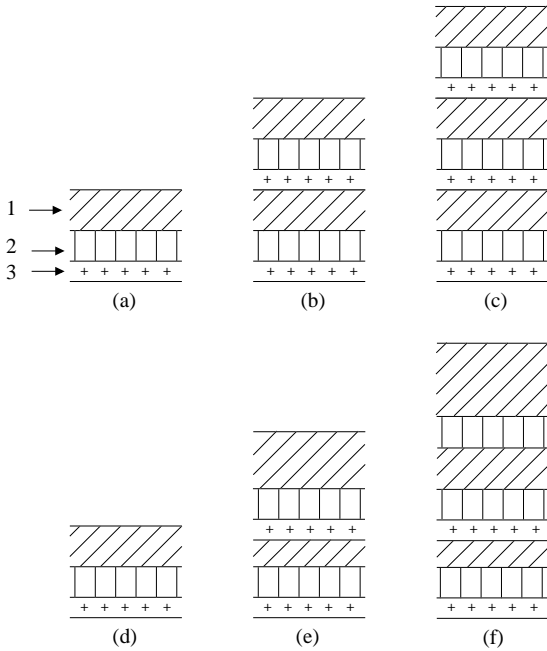 1
2
3
+ + + + +
+ + + + +
+ + + + +
+ + + + +
+ + + + +
+ + + + +
(a) (b) (c)
+ + + + +
+ + + + +
+ + + + +
+ + + + +
+ + + + +
(d) (e) (f)